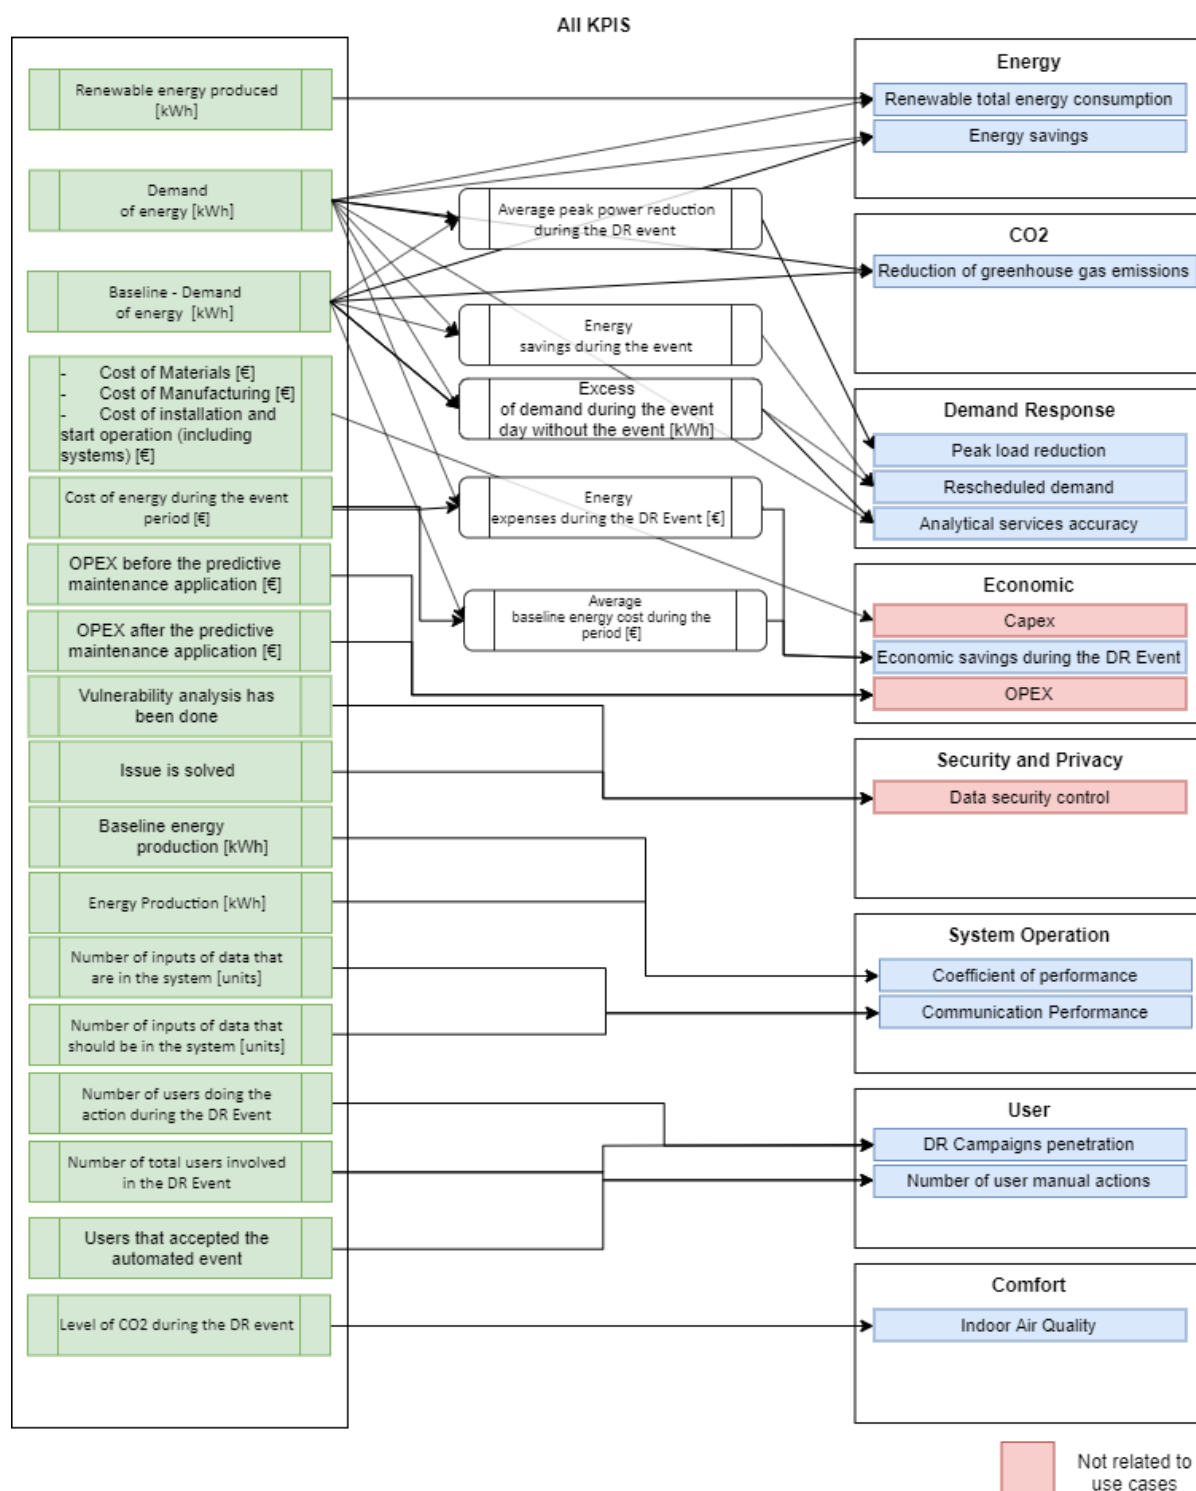 All KPIS
Renewable energy produced
[kWh]
Demand
of energy [kWh]
Baseline - Demand
of energy [kWh]
- Cost of Materials [€]
- Cost of Manufacturing [€]
- Cost of installation and
start operation (including
systems) [€]
Cost of energy during the event
period [€]
OPEX before the predictive
maintenance application [€]
OPEX after the predictive
maintenance application [€]
Vulnerability analysis has
been done
Issue is solved
Baseline energy
production [kWh]
Energy Production [kWh]
Number of inputs of data that
are in the system [units]
Number of inputs of data that
should be in the system [units]
Number of users doing the
action during the DR Event
Number of total users involved
in the DR Event
Users that accepted the
automated event
Level of CO2 during the DR event
Average peak power reduction
during the DR event
Energy
savings during the event
Excess
of demand during the event
day without the event [kWh]
Energy
expenses during the DR Event [€]
Average
baseline energy cost during the
period [€]
Energy
Renewable total energy consumption
Energy savings
CO2
Reduction of greenhouse gas emissions
Demand Response
Peak load reduction
Rescheduled demand
Analytical services accuracy
Economic
Capex
Economic savings during the DR Event
OPEX
Security and Privacy
Data security control
System Operation
Coefficient of performance
Communication Performance
User
DR Campaigns penetration
Number of user manual actions
Comfort
Indoor Air Quality
Not related to
use cases